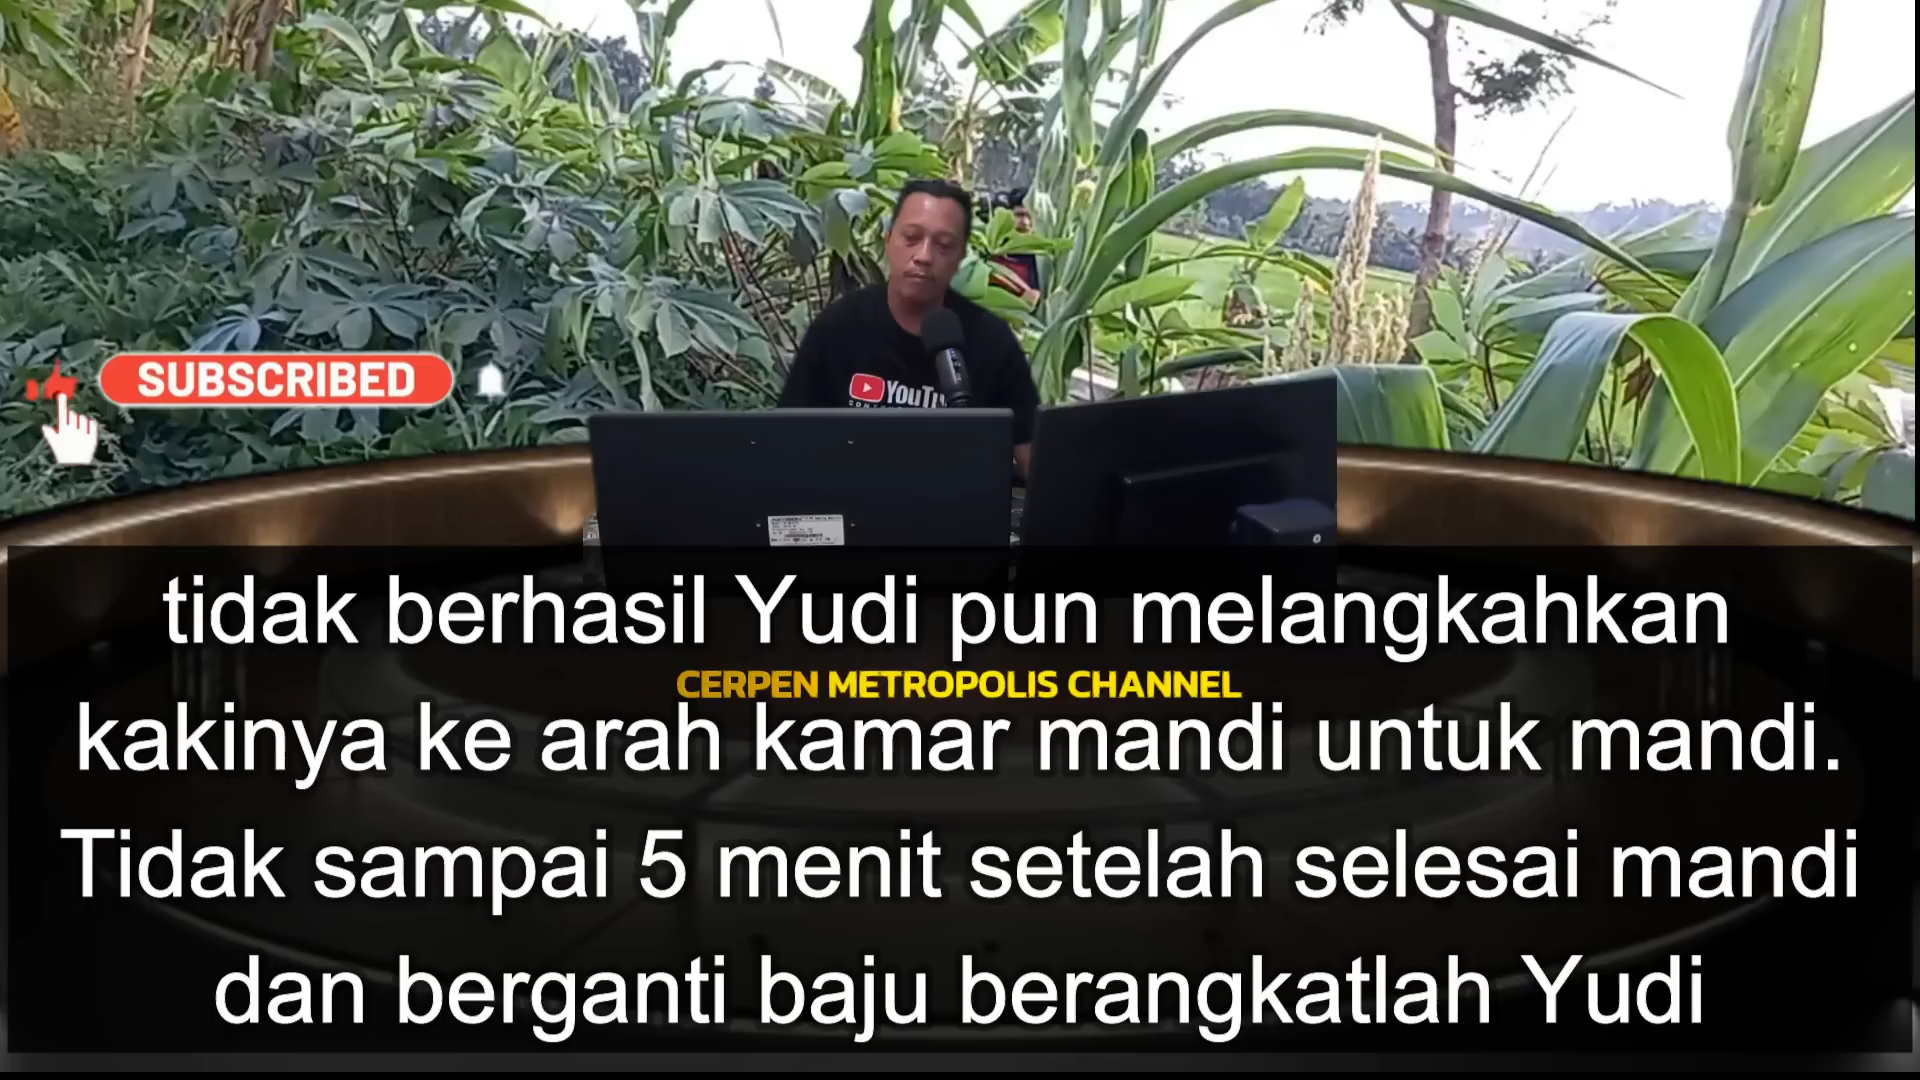 SUBSCRIBED
YouTu
tidak berhasil Yudi pun melangkahkan
CERPEN METROPOLIS CHANNEL
kakinya ke arah kamar mandi untuk mandi.
Tidak sampai 5 menit setelah selesai mandi
dan berganti baju berangkatlah Yudi